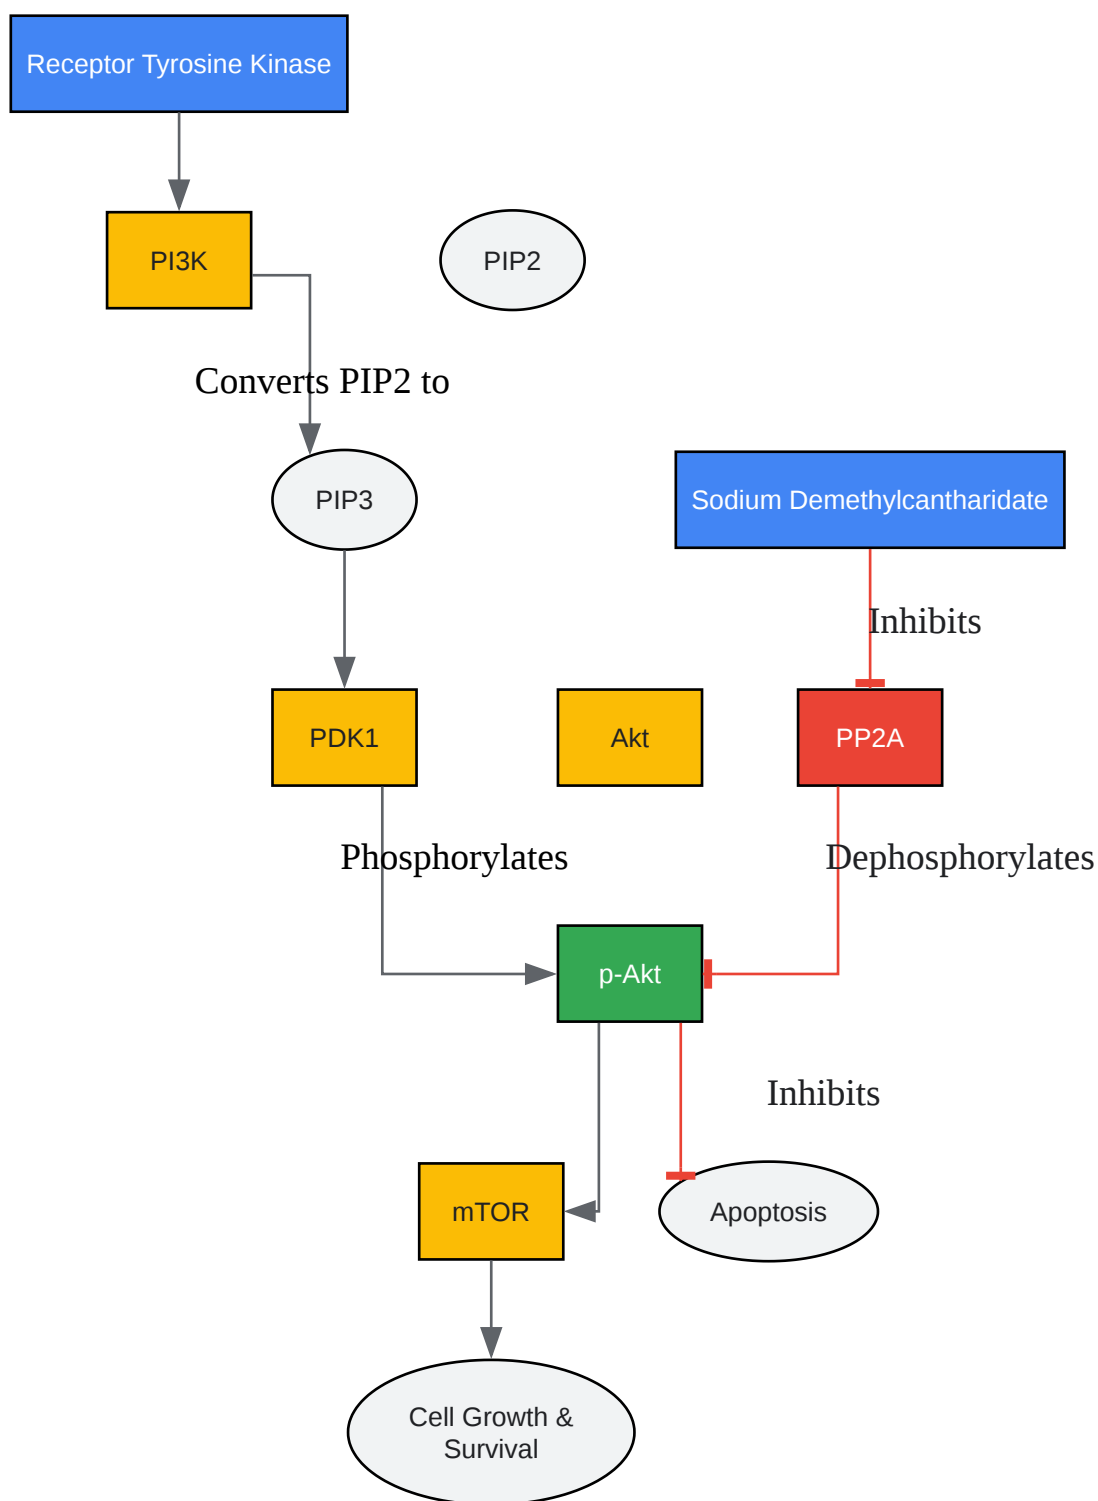 Receptor Tyrosine Kinase
PI3K
PIP2
Converts PIP2 to
PIP3
Sodium Demethylcantharidate
Inhibits
PDK1
Akt
PP2A
Phosphorylates
Dephosphorylates
p-Akt
Inhibits
mTOR
Apoptosis
Cell Growth &
Survival